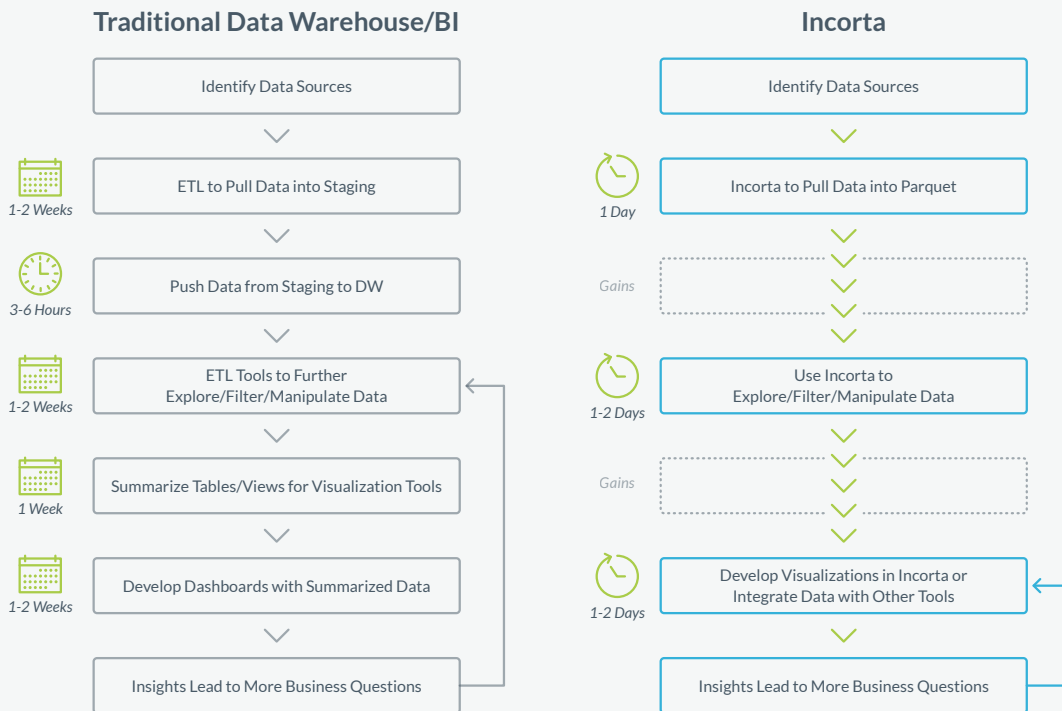 Traditional Data Warehouse/BI
Identify Data Sources
1-2 Weeks
ETL to Pull Data into Staging
3-6 Hours
Push Data from Staging to DW
1-2 Weeks
ETL Tools to Further
Explore/Filter/Manipulate Data
1 Week
Summarize Tables/Views for Visualization Tools
1-2 Weeks
Develop Dashboards with Summarized Data
Insights Lead to More Business Questions
Incorta
Identify Data Sources
1 Day
Incorta to Pull Data into Parquet
Gains
1-2 Days
Use Incorta to
Explore/Filter/Manipulate Data
Gains
1-2 Days
Develop Visualizations in Incorta or
Integrate Data with Other Tools
Insights Lead to More Business Questions